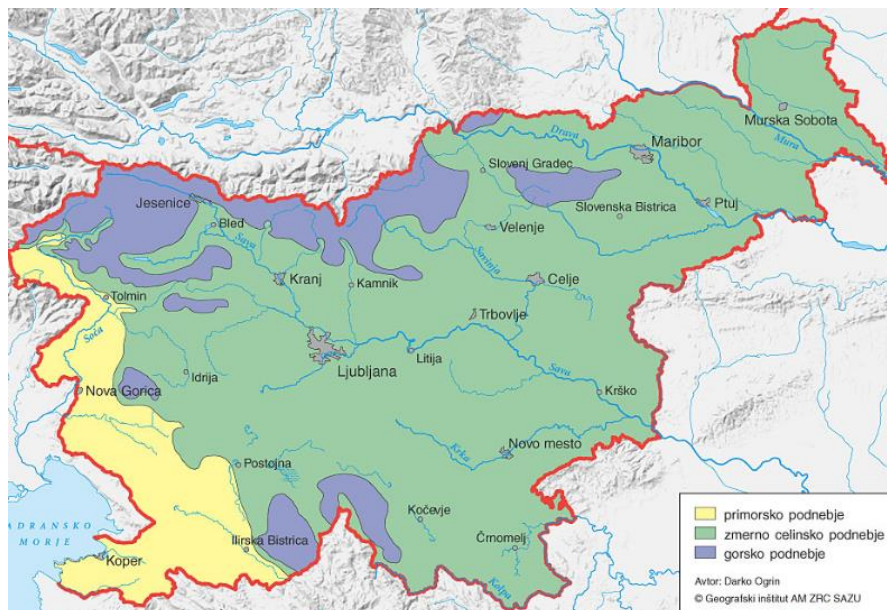 Murska Sobota
Mura
Drava
Maribor
Slovenj Gradec
Jesenice
Slovenska Bistrica
Ptuj
Bled
Velenje
Sava
Savinja
Kranj
Kamnik
Celje
Tolmin
Trbovlje
Soča
Ljubljana
Litija
Idrija
Sava
Nova Gorica
Krško
Krka
Novo mesto
Postojna
Kočevje
ADRANSKO
MORJE
Ilirska Bistrica
Črnomelj
Koper
Kolpa
primorsko podnebje
zmerno celinsko podnebje
gorsko podnebje
Avtor: Darko Ogrin
© Geografski inštitut AM ZRC SAZU